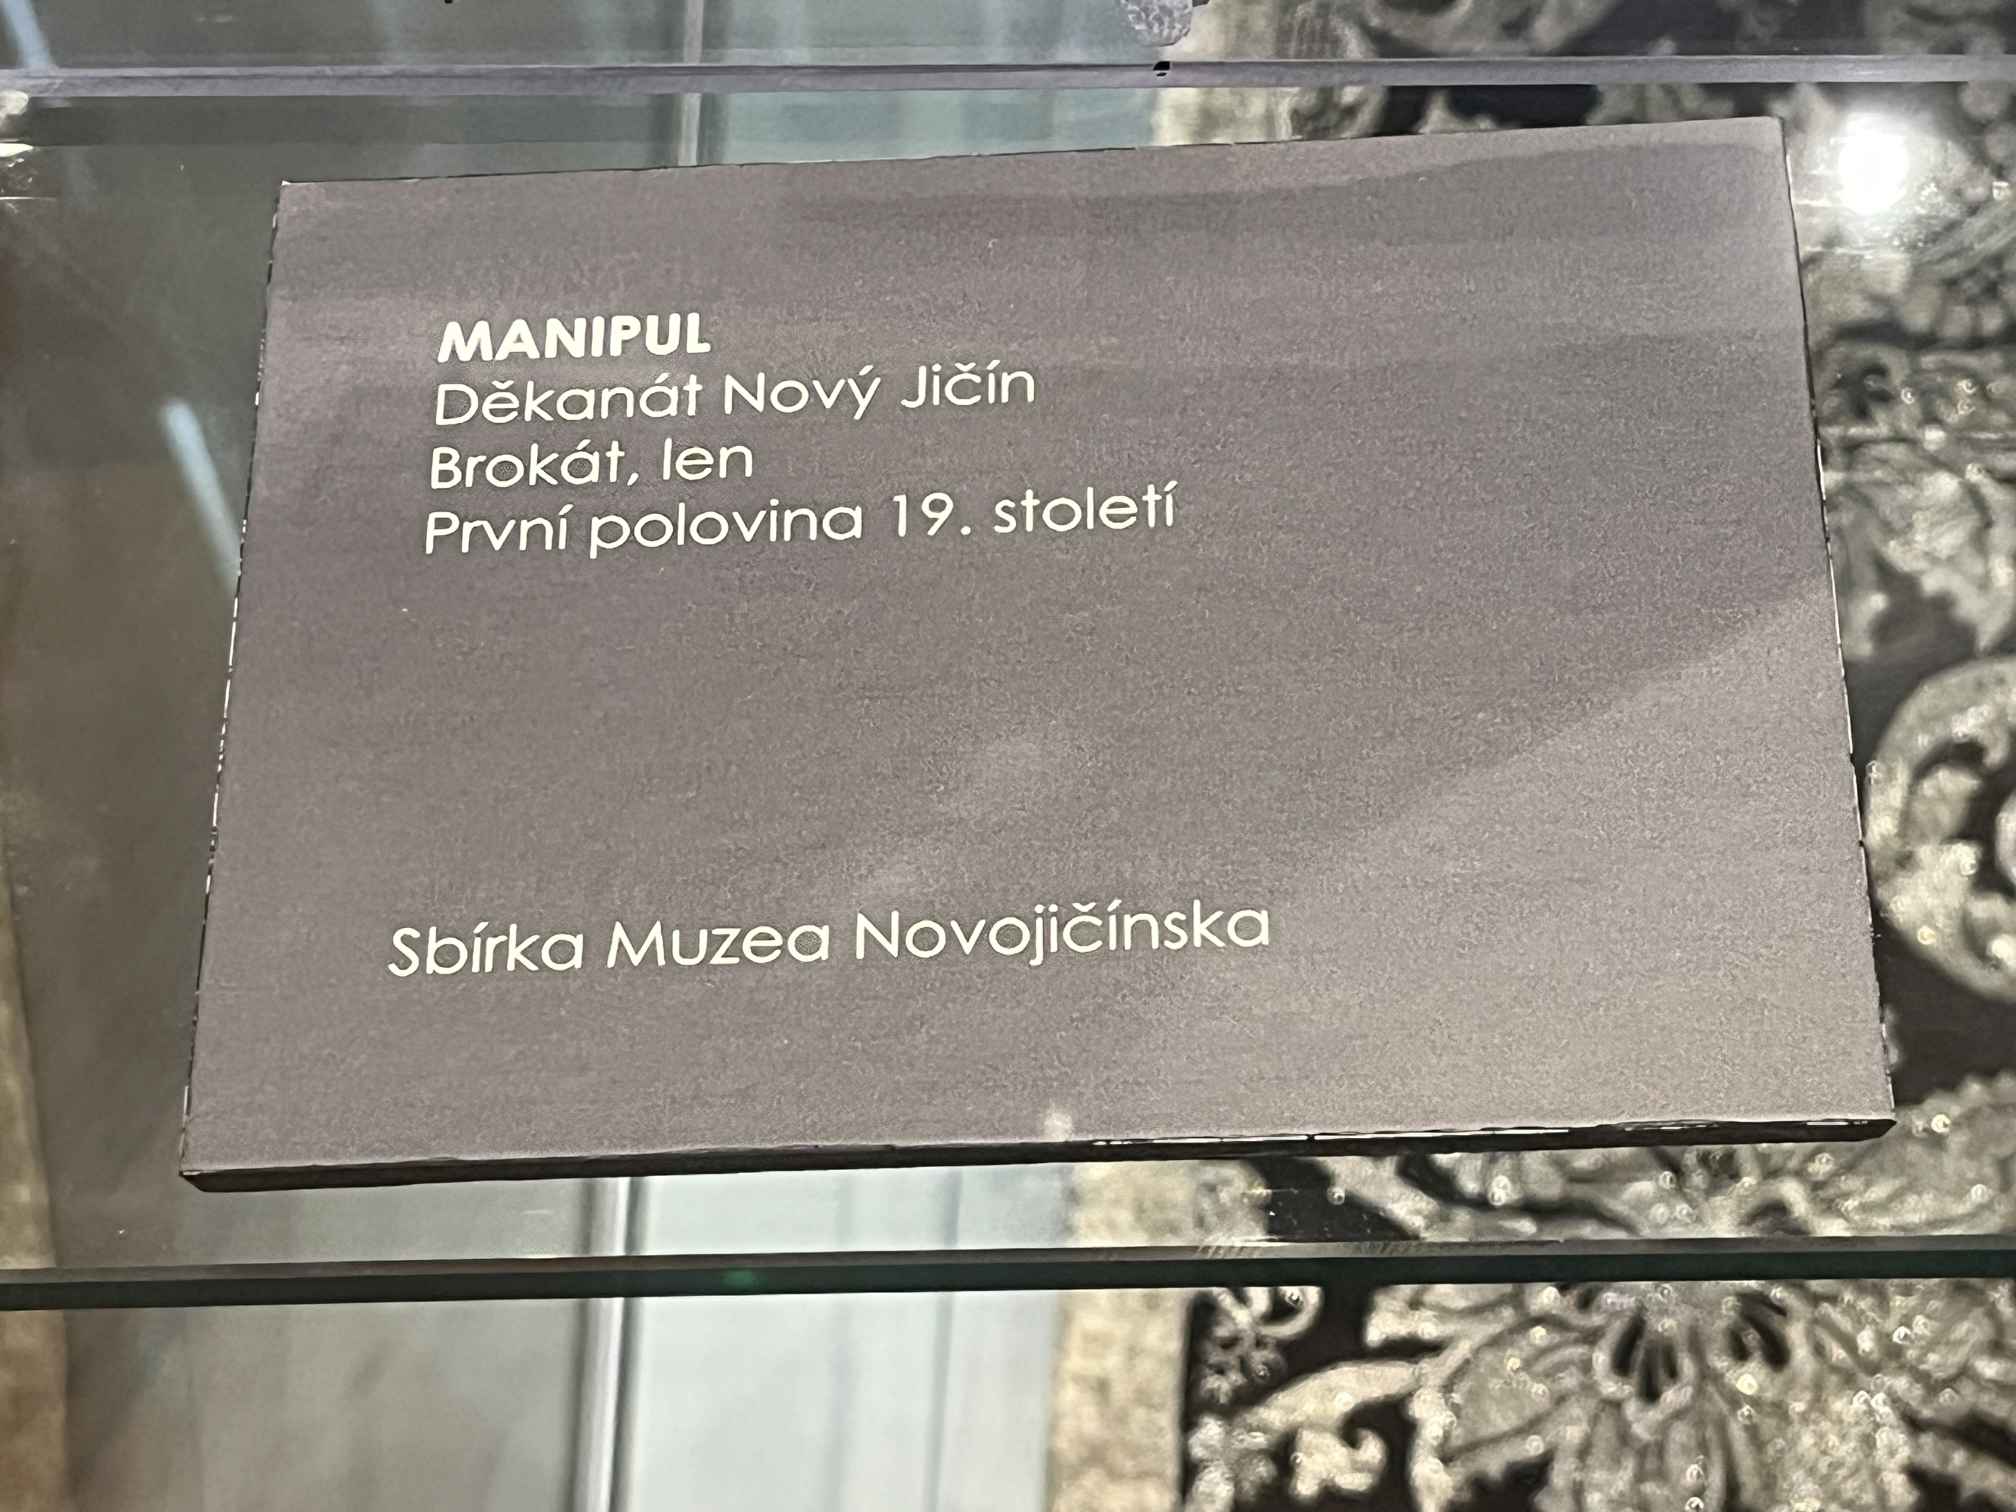 MANIPUL
Děkanát Nový Jičín
Brokát, len
První polovina 19. století
Sbírka Muzea Novojičínska